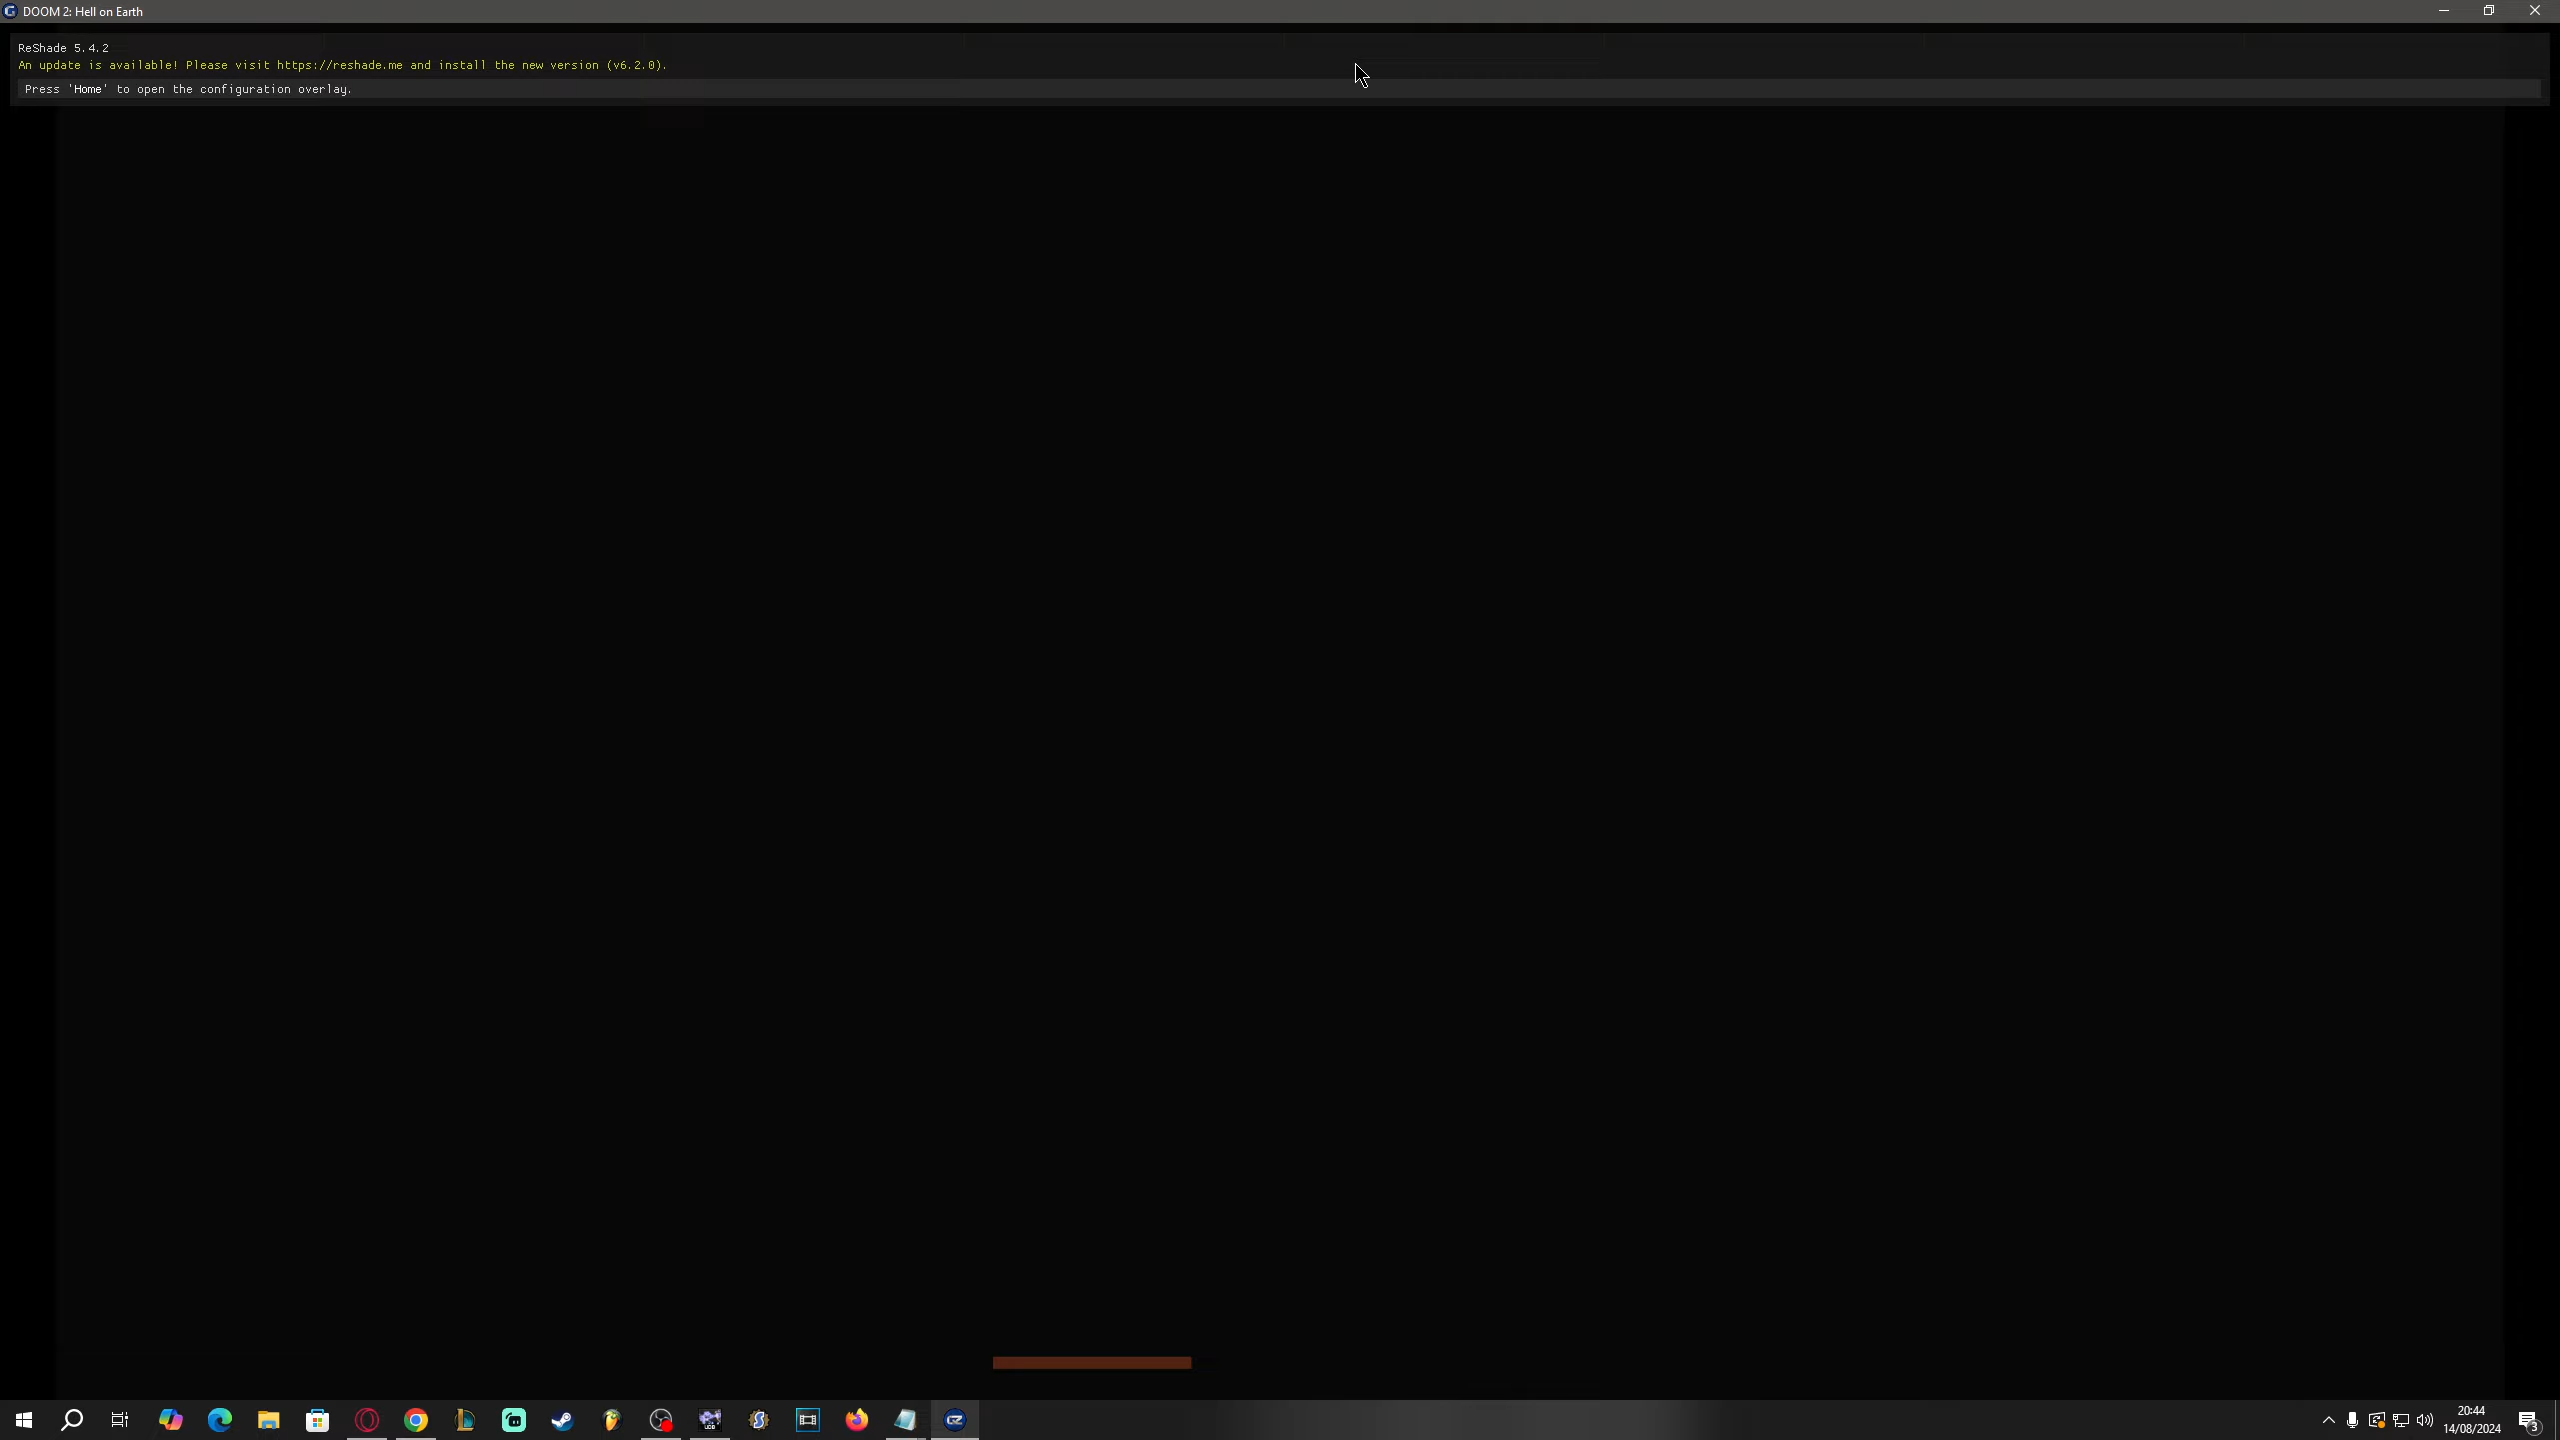 DOOM 2: Hell on Earth
ReShade 5.4.2
An update is available! Please visit https://reshade.me and install the new version (v6.2.0).
Press 'Home' to open the configuration overlay.
20:44
14/08/2024
3